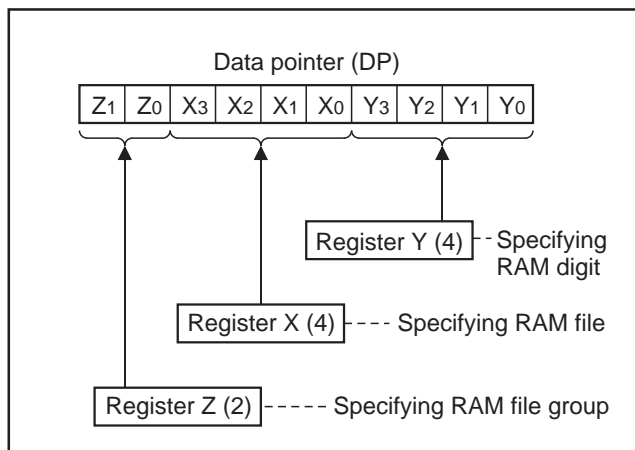 Data pointer (DP)
Z1 Z0 X3 X2 X1 X0 Y3 Y2 Y1 Y0
Register Y (4) Specifying
RAM digit
Register X (4) Specifying RAM file
Register Z (2) Specifying RAM file group